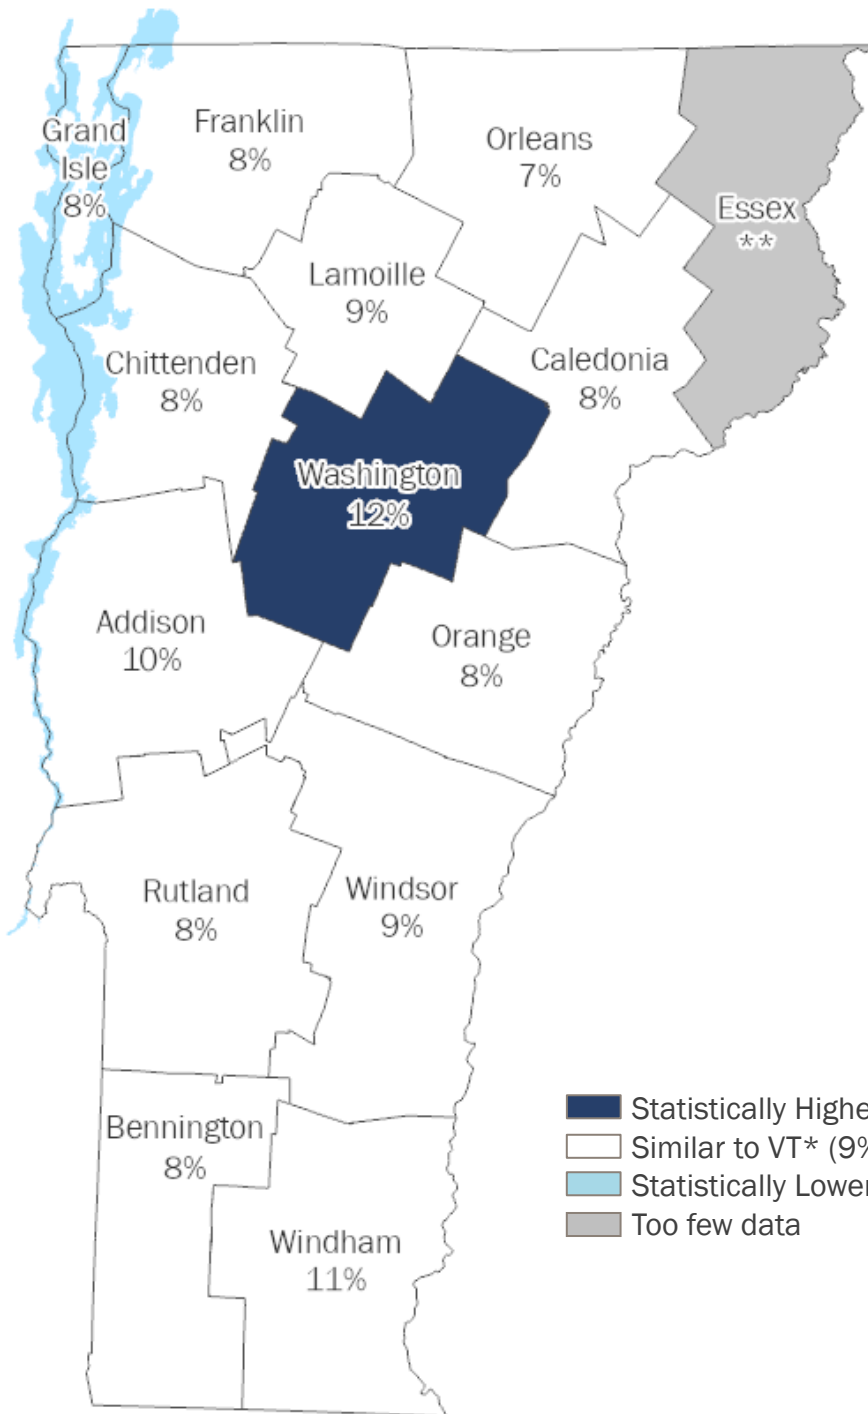 Grand
Isle
8%
Franklin
8%
Orleans
7%
Essex
**
Lamoille
9%
Chittenden
8%
Caledonia
8%
Washington
12%
Addison
10%
Orange
8%
Rutland
8%
Windsor
9%
Bennington
8%
Windham
11%
Statistically Highe
Similar to VT* (9%
Statistically Lower
Too few data